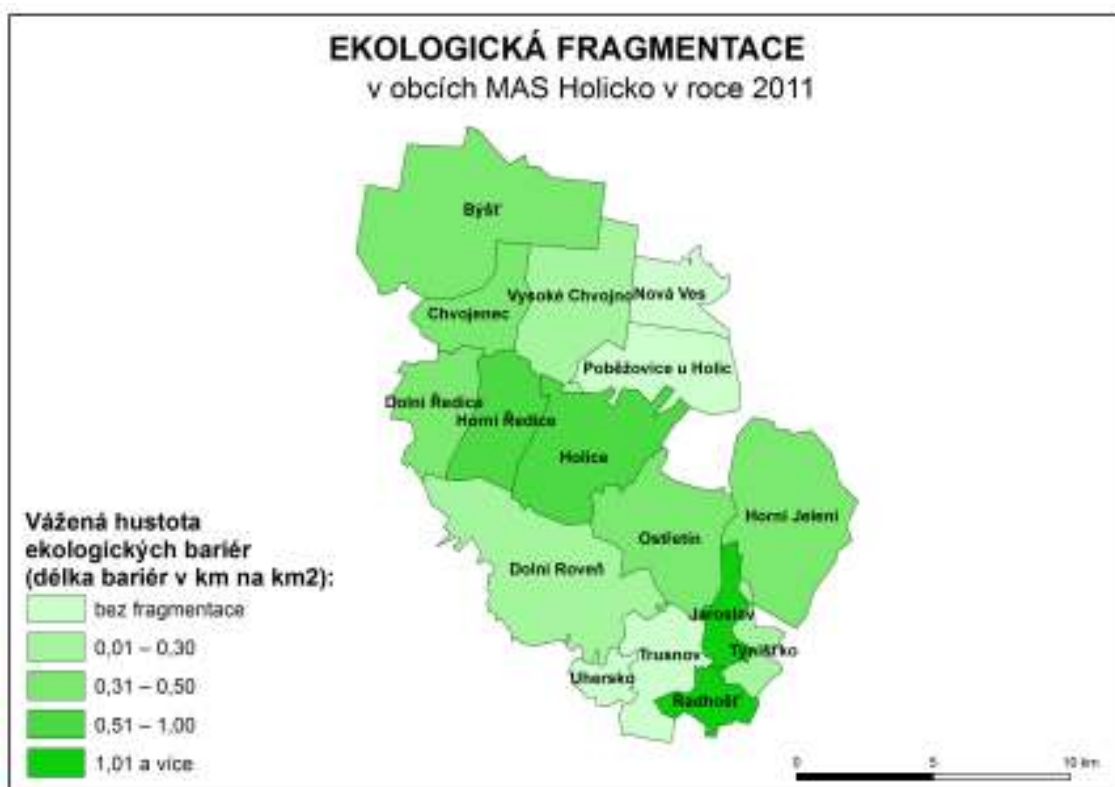 EKOLOGICKÁ FRAGMENTACE
v obcích MAS Holicko v roce 2011
Býšť
Vysoké Chvojno
Nová Ves
Chvojenec
Poběžovice u Holic
Dolní Ředice
Horní Ředice
Holice
Horní Jelení
Ostřetín
Dolní Roveň
Jaroslav
Týnišťko
Trusnov
Uhersko
Radhošť
Vážená hustota
ekologických bariér
(délka bariér v km na km2):
bez fragmentace
0,01 – 0,30
0,31 – 0,50
0,51 – 1,00
1,01 a více
0 5 10 km